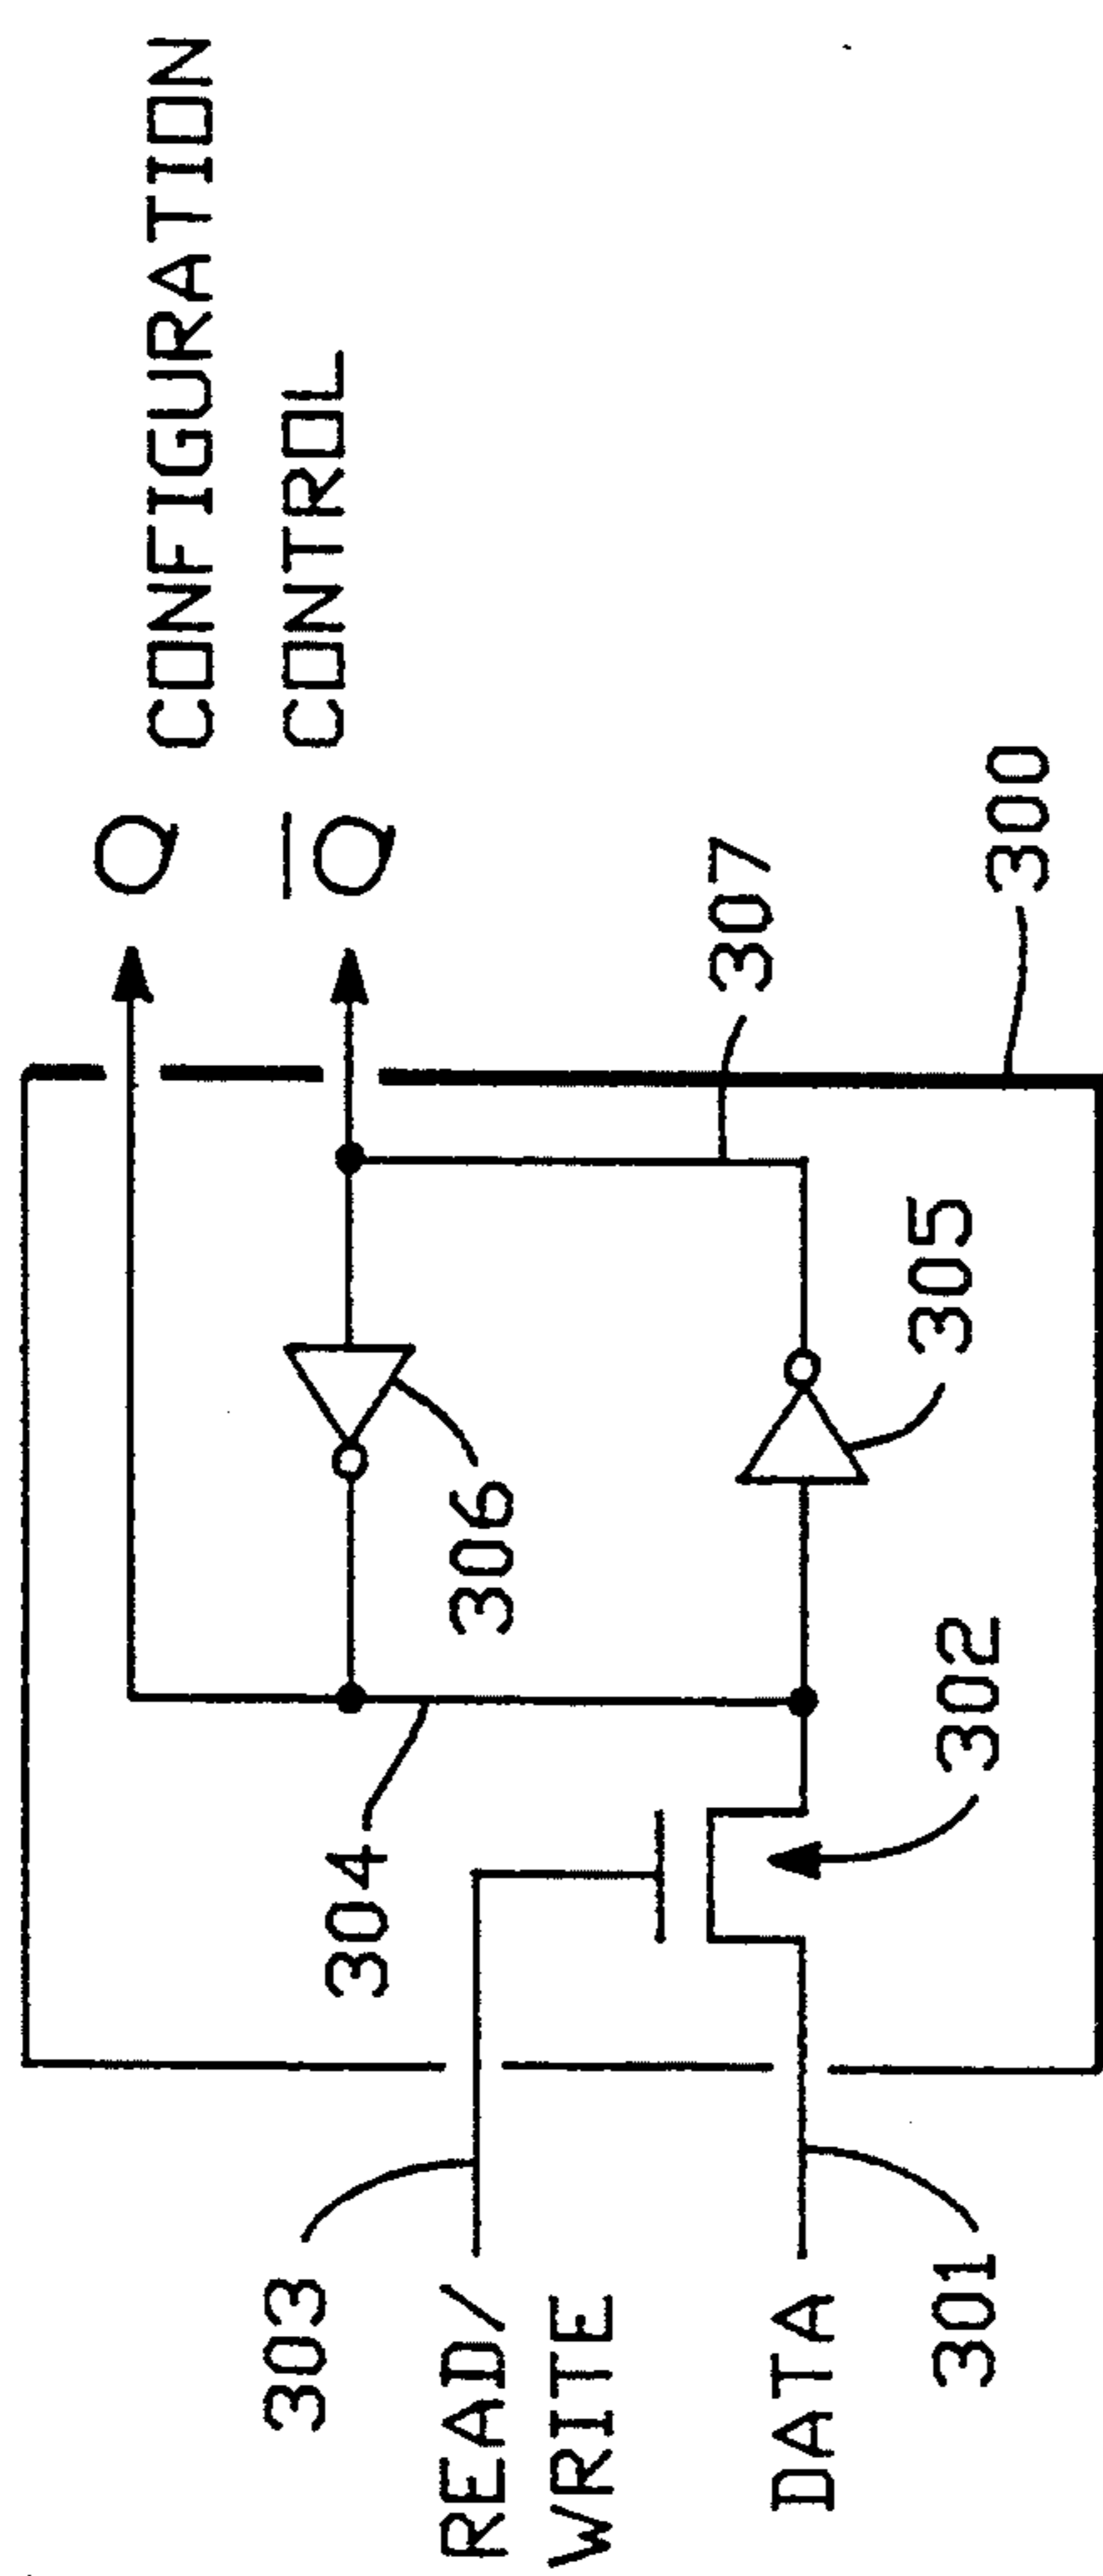 Q CONFIGURATION
Q̅ CONTROL
307
300
306
305
304
302
303
READ/
WRITE
DATA
301